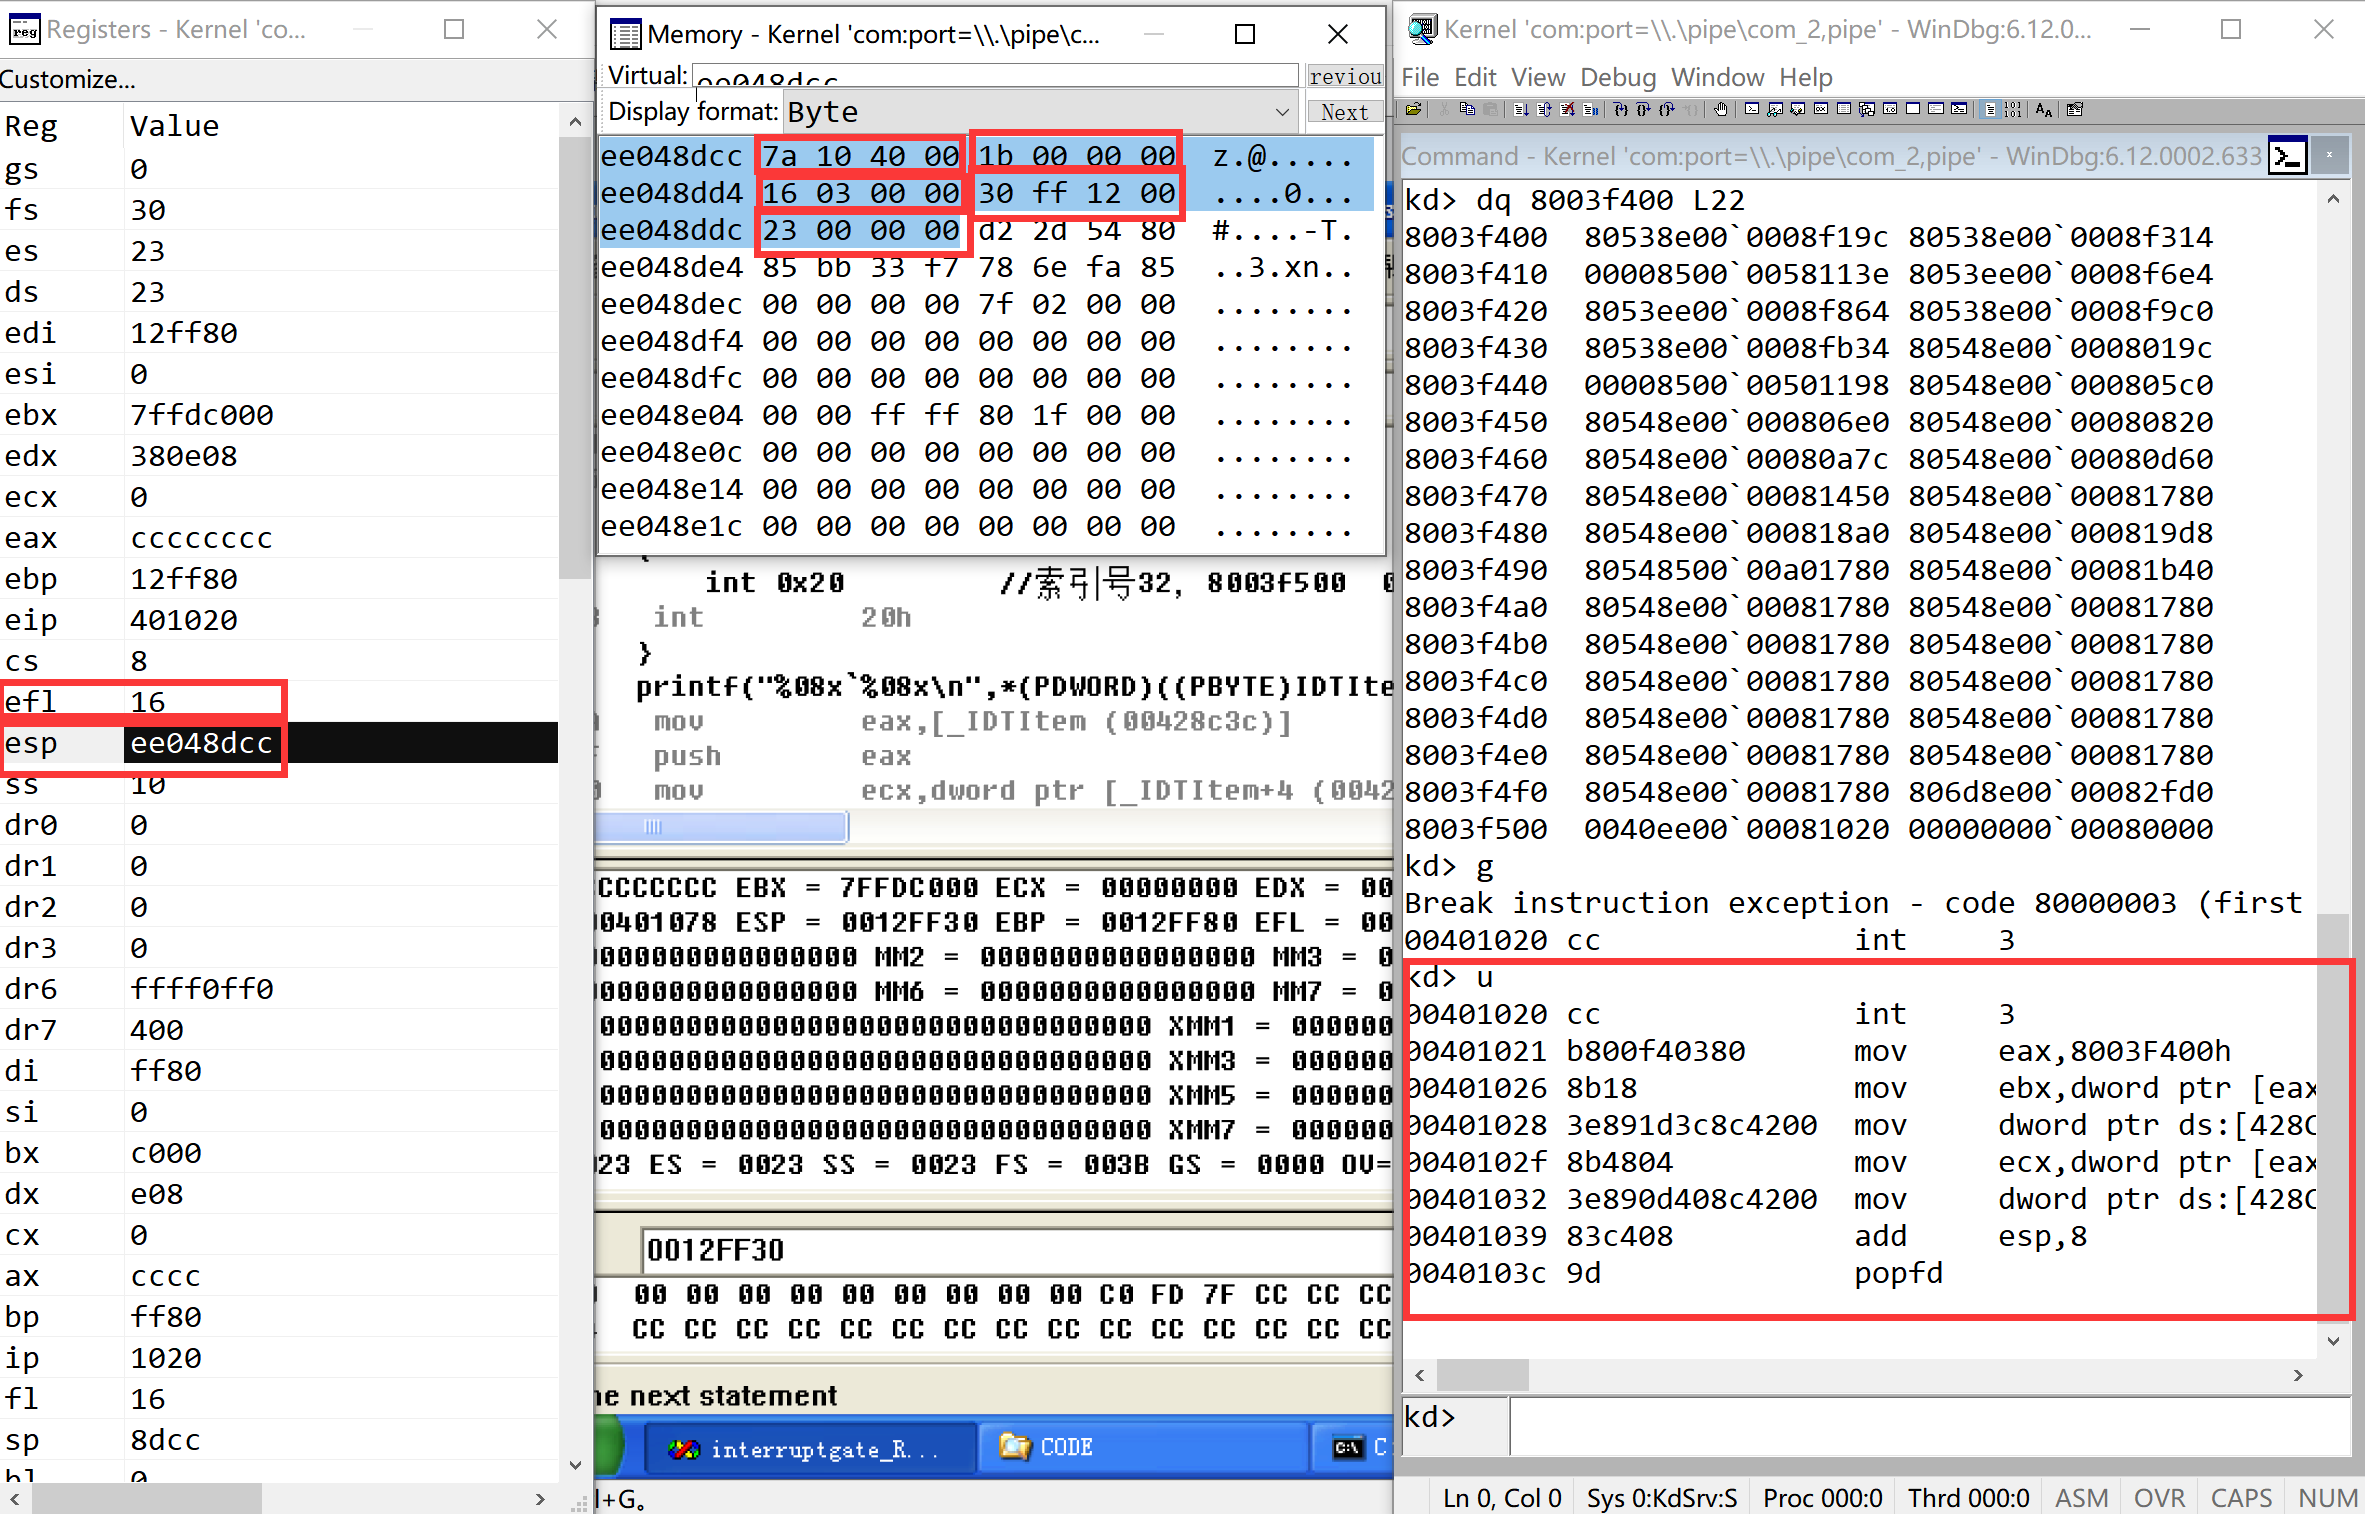 Registers - Kernel 'co...
Customize...
Reg Value
gs 0
fs 30
es 23
ds 23
edi 12ff80
esi 0
ebx 7ffdc000
edx 380e08
ecx 0
eax cccccccc
ebp 12ff80
eip 401020
cs 8
efl 16
esp ee048dcc
ss 10
dr0 0
dr1 0
dr2 0
dr3 0
dr6 ffff0ff0
dr7 400
di ff80
si 0
bx c000
dx e08
cx 0
ax cccc
bp ff80
ip 1020
fl 16
sp 8dcc
bl 0
Memory - Kernel 'com:port=\\.\pipe\c...
Virtual: ee048dcc reviou
Display format: Byte Next
ee048dcc 7a 10 40 00 1b 00 00 00 z.@.....
ee048dd4 16 03 00 00 30 ff 12 00 ....0...
ee048ddc 23 00 00 00 d2 2d 54 80 #....-T.
ee048de4 85 bb 33 f7 78 6e fa 85 ..3.xn..
ee048dec 00 00 00 00 7f 02 00 00 ........
ee048df4 00 00 00 00 00 00 00 00 ........
ee048dfc 00 00 00 00 00 00 00 00 ........
ee048e04 00 00 ff ff 80 1f 00 00 ........
ee048e0c 00 00 00 00 00 00 00 00 ........
ee048e14 00 00 00 00 00 00 00 00 ........
ee048e1c 00 00 00 00 00 00 00 00 ........
{
int 0x20 //索引号32, 8003f500 0
int 20h
}
printf("%08x`%08x\n",*(PDWORD)((PBYTE)IDTIte
mov eax,[_IDTItem (00428c3c)]
push eax
mov ecx,dword ptr [_IDTItem+4 (0042
CCCCCCCC EBX = 7FFDC000 ECX = 00000000 EDX = 00
00401078 ESP = 0012FF30 EBP = 0012FF80 EFL = 00
0000000000000000 MM2 = 0000000000000000 MM3 = 0
0000000000000000 MM6 = 0000000000000000 MM7 = 0
00000000000000000000000000000000 XMM1 = 000000
00000000000000000000000000000000 XMM3 = 000000
00000000000000000000000000000000 XMM5 = 000000
00000000000000000000000000000000 XMM7 = 000000
023 ES = 0023 SS = 0023 FS = 003B GS = 0000 OV=
0012FF30
00 00 00 00 00 00 00 00 00 C0 FD 7F CC CC CC
CC CC CC CC CC CC CC CC CC CC CC CC CC CC CC
he next statement
interruptgate_R... CODE C:
l+G。
Kernel 'com:port=\\.\pipe\com_2,pipe' - WinDbg:6.12.0...
File Edit View Debug Window Help
Command - Kernel 'com:port=\\.\pipe\com_2,pipe' - WinDbg:6.12.0002.633
kd> dq 8003f400 L22
8003f400 80538e00`0008f19c 80538e00`0008f314
8003f410 00008500`0058113e 8053ee00`0008f6e4
8003f420 8053ee00`0008f864 80538e00`0008f9c0
8003f430 80538e00`0008fb34 80548e00`0008019c
8003f440 00008500`00501198 80548e00`000805c0
8003f450 80548e00`000806e0 80548e00`00080820
8003f460 80548e00`00080a7c 80548e00`00080d60
8003f470 80548e00`00081450 80548e00`00081780
8003f480 80548e00`000818a0 80548e00`000819d8
8003f490 80548500`00a01780 80548e00`00081b40
8003f4a0 80548e00`00081780 80548e00`00081780
8003f4b0 80548e00`00081780 80548e00`00081780
8003f4c0 80548e00`00081780 80548e00`00081780
8003f4d0 80548e00`00081780 80548e00`00081780
8003f4e0 80548e00`00081780 80548e00`00081780
8003f4f0 80548e00`00081780 806d8e00`00082fd0
8003f500 0040ee00`00081020 00000000`00080000
kd> g
Break instruction exception - code 80000003 (first
00401020 cc int 3
kd> u
00401020 cc int 3
00401021 b800f40380 mov eax,8003F400h
00401026 8b18 mov ebx,dword ptr [eax
00401028 3e891d3c8c4200 mov dword ptr ds:[428C
0040102f 8b4804 mov ecx,dword ptr [eax
00401032 3e890d408c4200 mov dword ptr ds:[428C
00401039 83c408 add esp,8
0040103c 9d popfd
kd>
Ln 0, Col 0 Sys 0:KdSrv:S Proc 000:0 Thrd 000:0 ASM OVR CAPS NUM